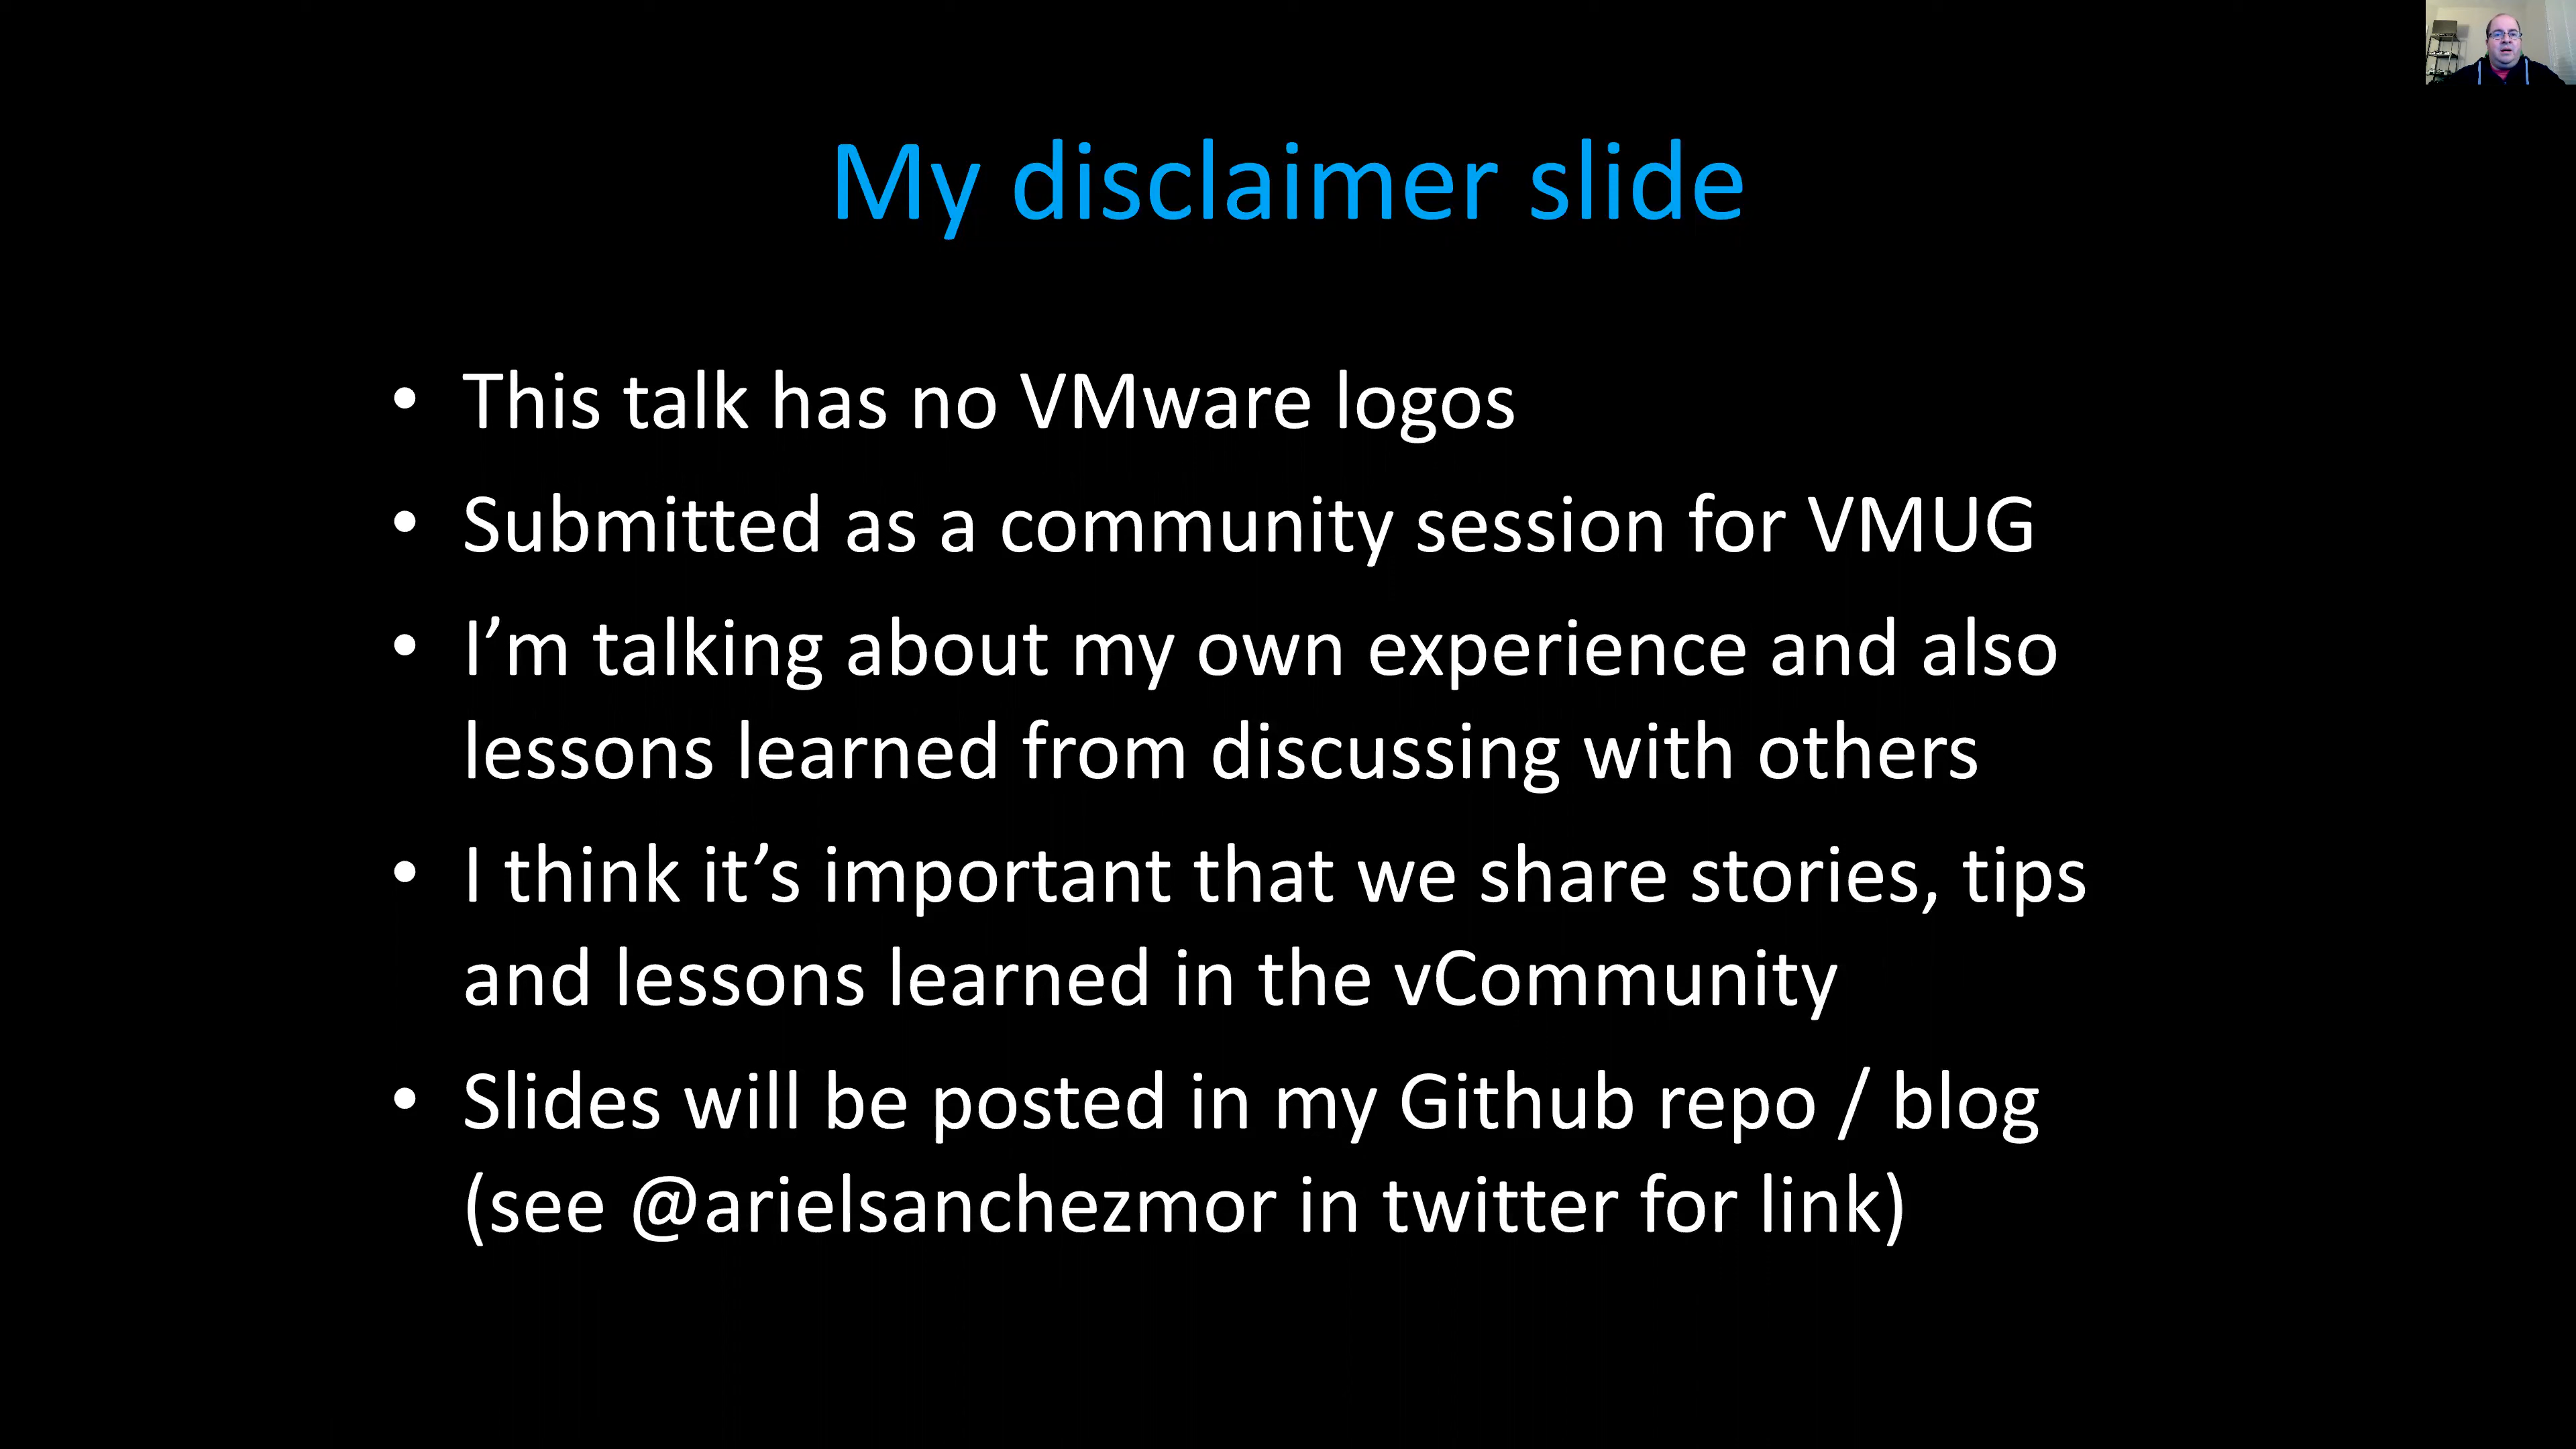 My disclaimer slide
• This talk has no VMware logos
• Submitted as a community session for VMUG
• I’m talking about my own experience and also
lessons learned from discussing with others
• I think it’s important that we share stories, tips
and lessons learned in the vCommunity
• Slides will be posted in my Github repo / blog
(see @arielsanchezmor in twitter for link)